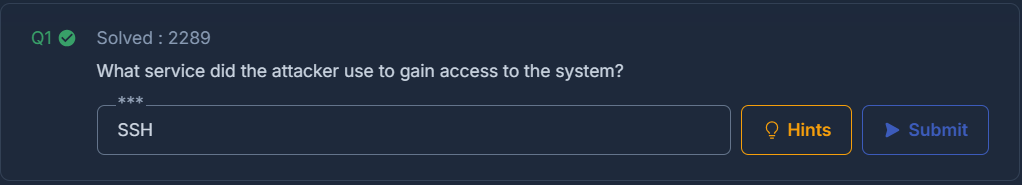 Q1 Solved : 2289
What service did the attacker use to gain access to the system?
***
SSH Hints Submit